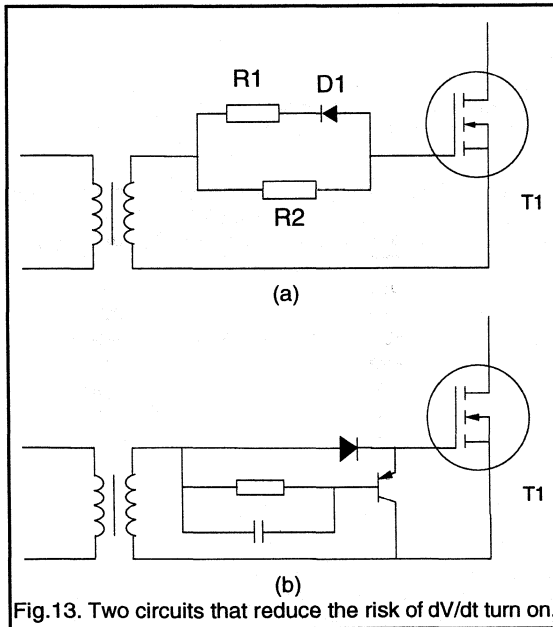 R1 D1
R2
T1
(a)
T1
(b)
Fig.13. Two circuits that reduce the risk of dV/dt turn on.